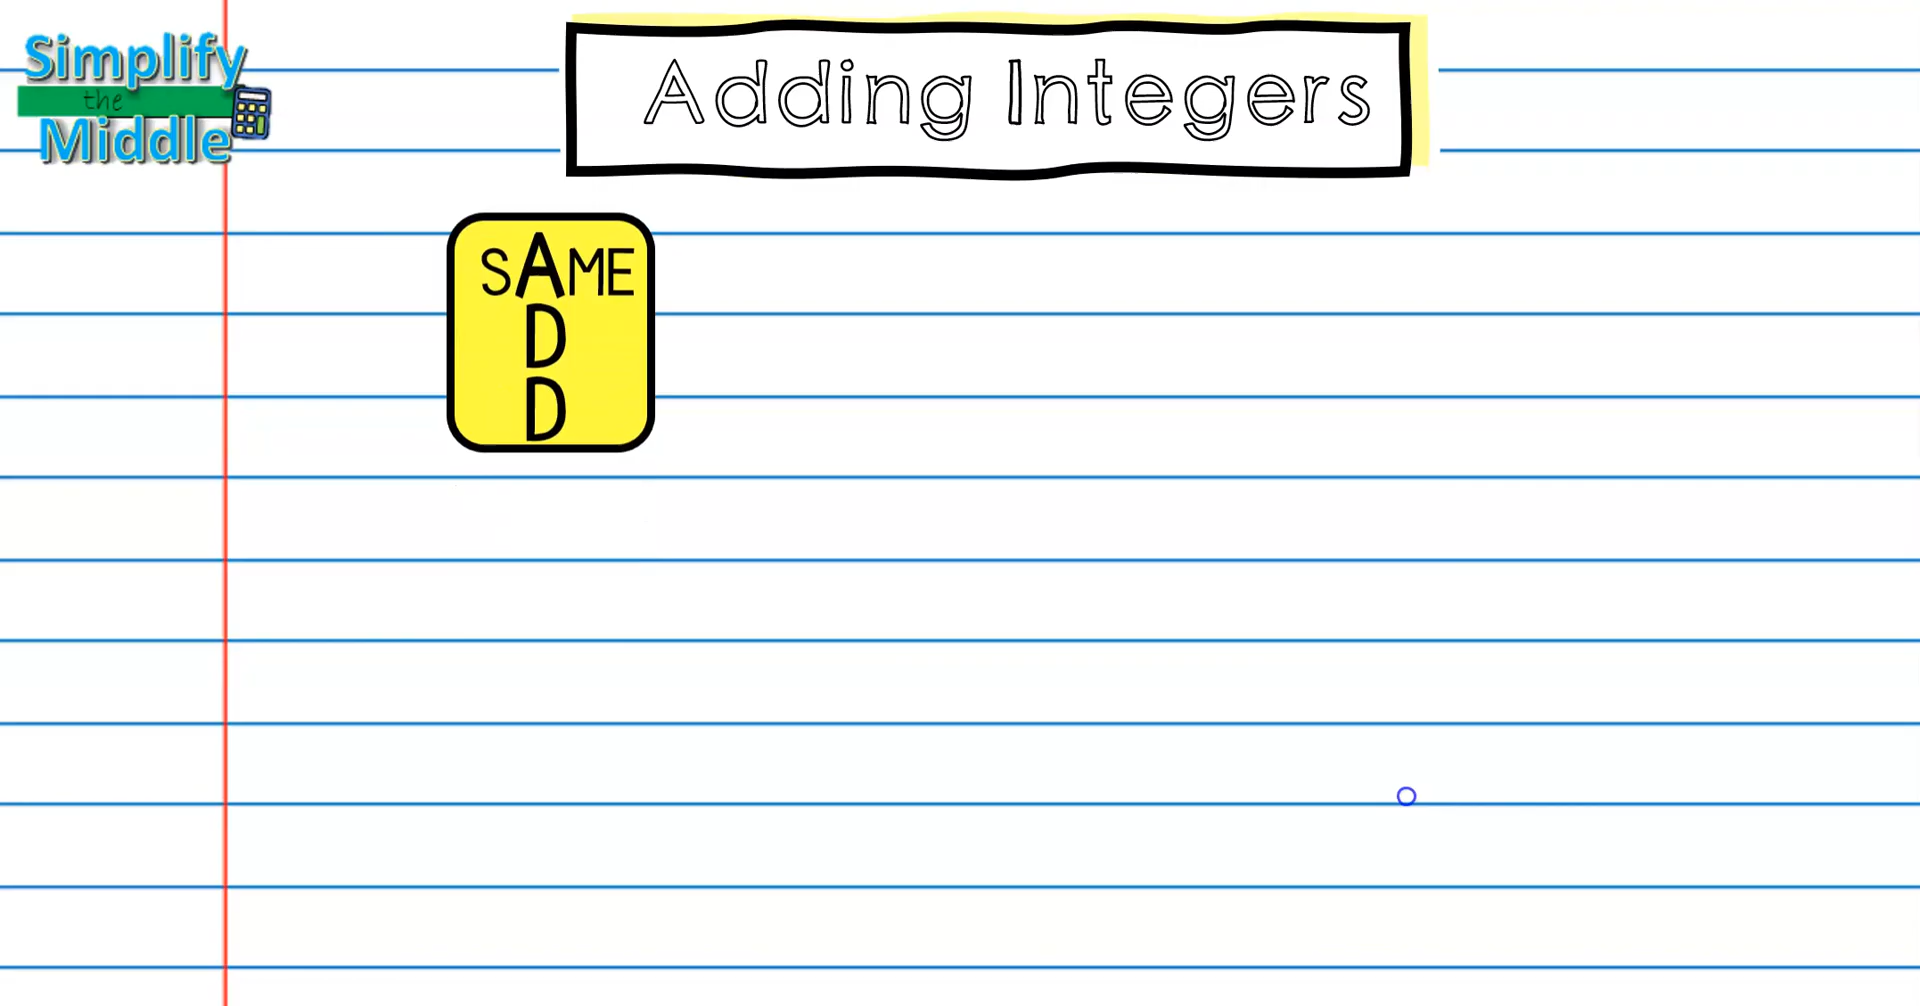 Simplify
the
Middle
Adding Integers
SAME
D
D